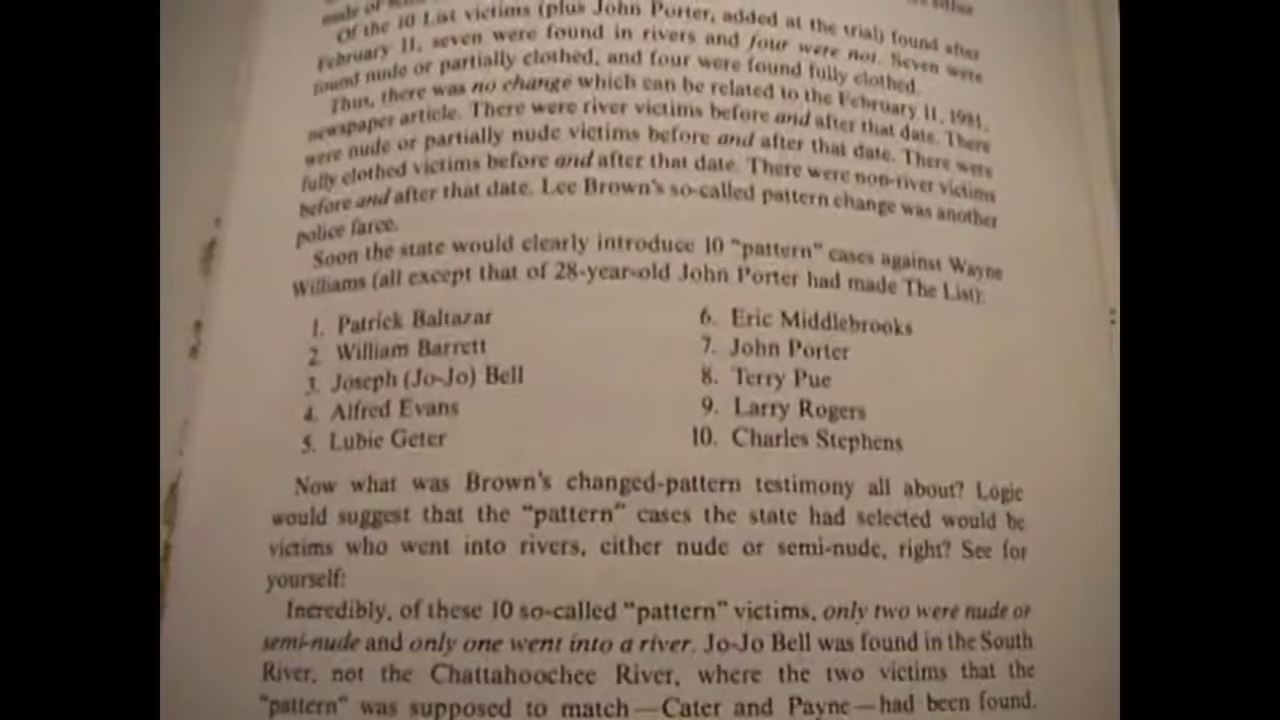 Of the 10 List victims (plus John Porter, added at the trial) found after
February 11, seven were found in rivers and four were not. Seven were
found nude or partially clothed, and four were found fully clothed.
Thus, there was no change which can be related to the February 11, 1981,
newspaper article. There were river victims before and after that date. There
were nude or partially nude victims before and after that date. There were
fully clothed victims before and after that date. There were non-river victims
before and after that date. Lee Brown's so-called pattern change was another
police farce.
Soon the state would clearly introduce 10 "pattern" cases against Wayne
Williams (all except that of 28-year-old John Porter had made The List):
1. Patrick Baltazar
2. William Barrett
3. Joseph (Jo-Jo) Bell
4. Alfred Evans
5. Lubie Geter
6. Eric Middlebrooks
7. John Porter
8. Terry Pue
9. Larry Rogers
10. Charles Stephens
Now what was Brown's changed-pattern testimony all about? Logic
would suggest that the "pattern" cases the state had selected would be
victims who went into rivers, either nude or semi-nude, right? See for
yourself:
Incredibly, of these 10 so-called "pattern" victims, only two were nude or
semi-nude and only one went into a river. Jo-Jo Bell was found in the South
River, not the Chattahoochee River, where the two victims that the
"pattern" was supposed to match—Cater and Payne—had been found.